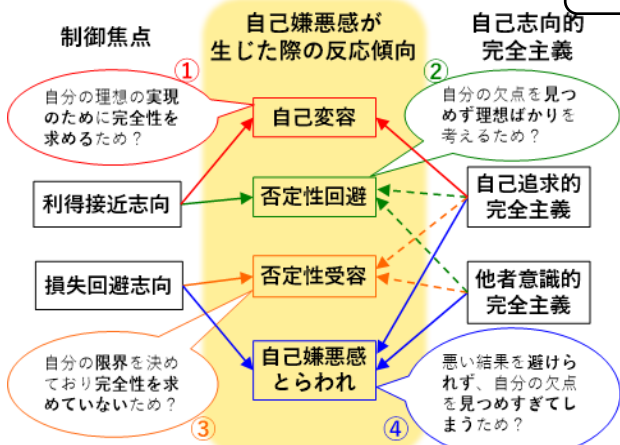 制御焦点
自己嫌悪感が
生じた際の反応傾向
自己志向的
完全主義
①
自分の理想の実現
のために完全性を
求めるため？
②
自分の欠点を見つ
めず理想ばかりを
考えるため？
自己変容
利得接近志向
否定性回避
自己追求的
完全主義
損失回避志向
否定性受容
他者意識的
完全主義
自己嫌悪感
とらわれ
自分の限界を決め
ており完全性を求
めていないため？
③
悪い結果を避けら
れず、自分の欠点
を見つめすぎてし
まうため？
④